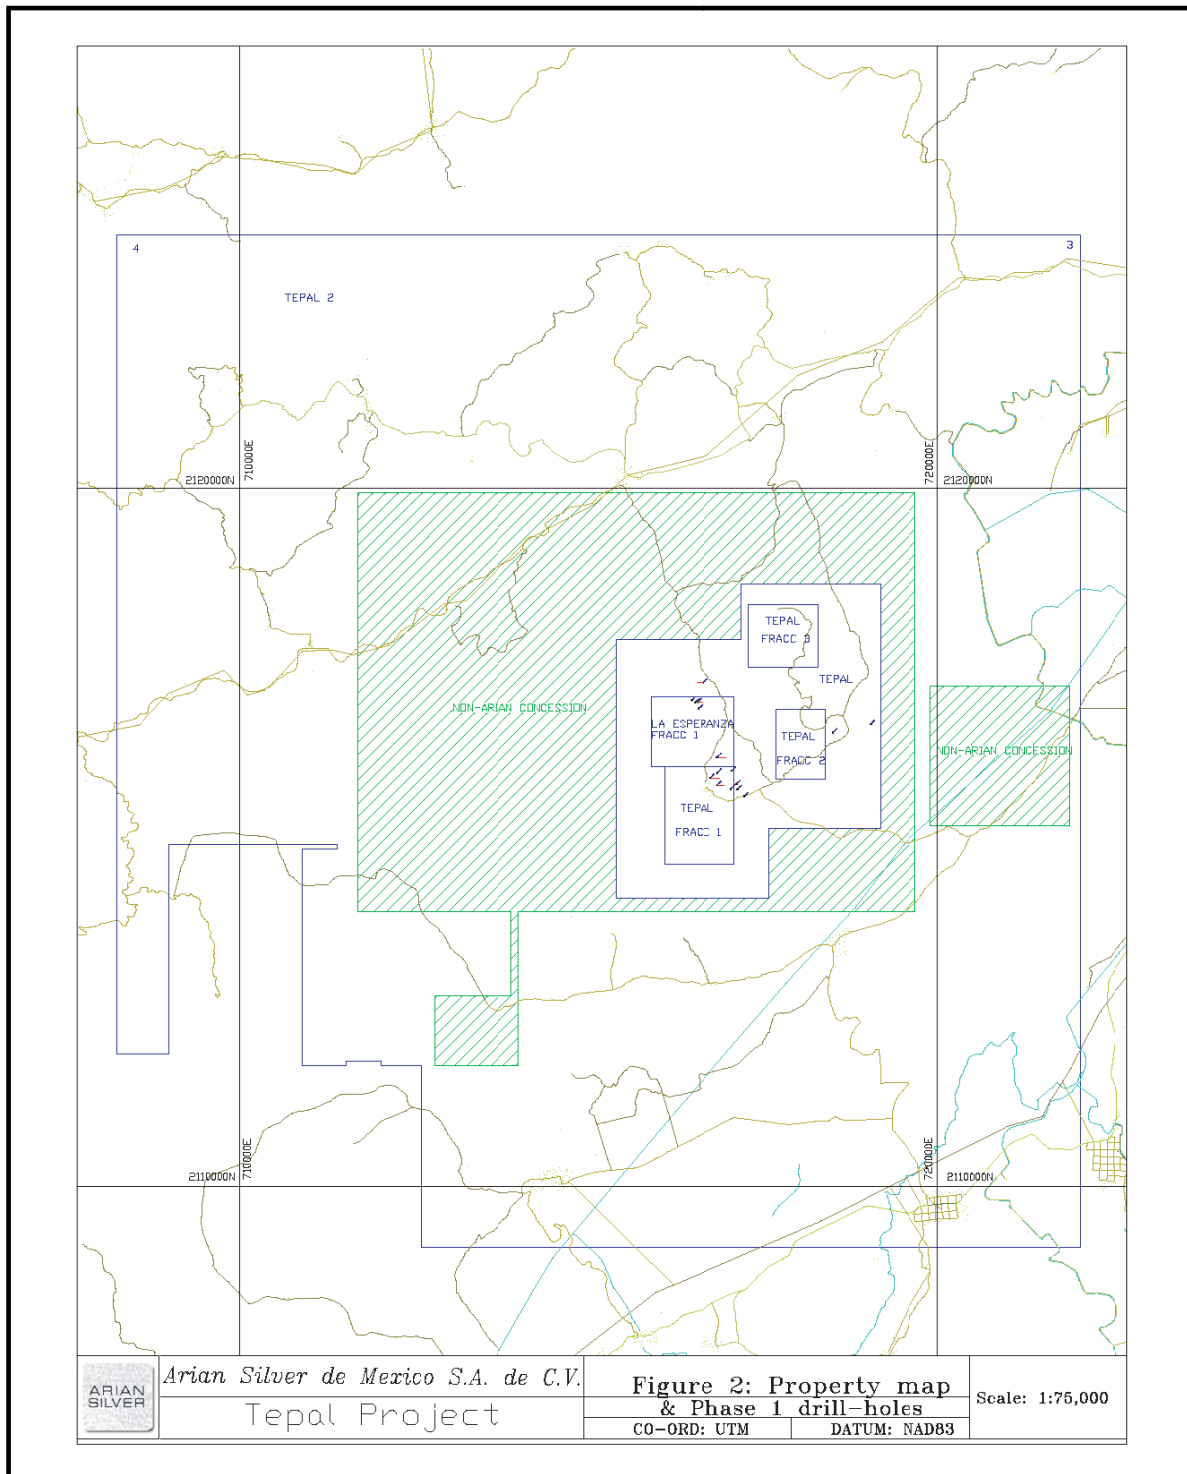 4
3
TEPAL 2
710000E
720000E
2120000N
2120000N
TEPAL
FRACC 3
TEPAL
NON-ARIAN CONCESSION
LA ESPERANZA
FRACC 1
TEPAL
FRACC 2
NON-ARIAN CONCESSION
TEPAL
FRACC 1
710000E
720000E
2110000N
2110000N
ARIAN
SILVER
Arian Silver de Mexico S.A. de C.V.
Tepal Project
Figure 2: Property map
& Phase 1 drill-holes
CO-ORD: UTM
DATUM: NAD83
Scale: 1:75,000